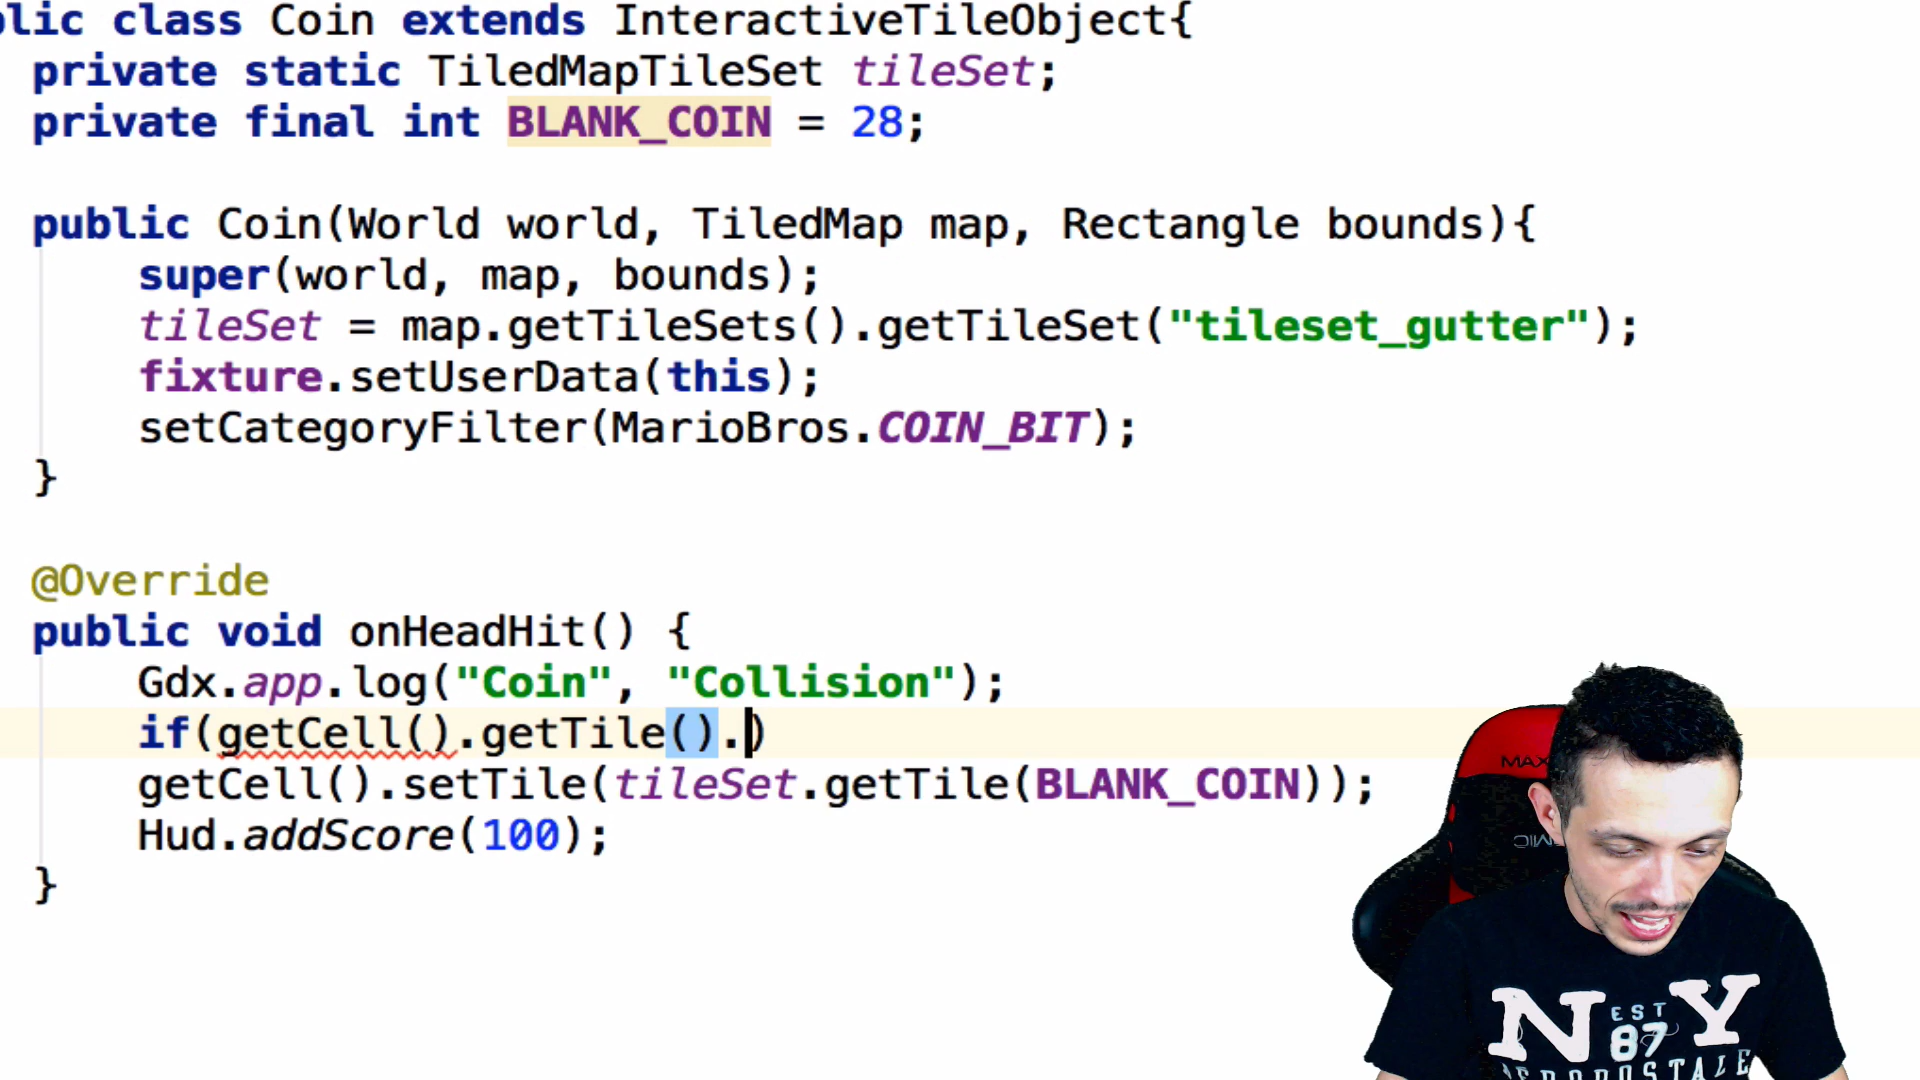 lic class Coin extends InteractiveTileObject{
private static TiledMapTileSet tileSet;
private final int BLANK_COIN = 28;
public Coin(World world, TiledMap map, Rectangle bounds){
super(world, map, bounds);
tileSet = map.getTileSets().getTileSet("tileset_gutter");
fixture.setUserData(this);
setCategoryFilter(MarioBros.COIN_BIT);
}
@Override
public void onHeadHit() {
Gdx.app.log("Coin", "Collision");
if(getCell().getTile().)
getCell().setTile(tileSet.getTile(BLANK_COIN));
Hud.addScore(100);
}
MAX
NY
EST
87